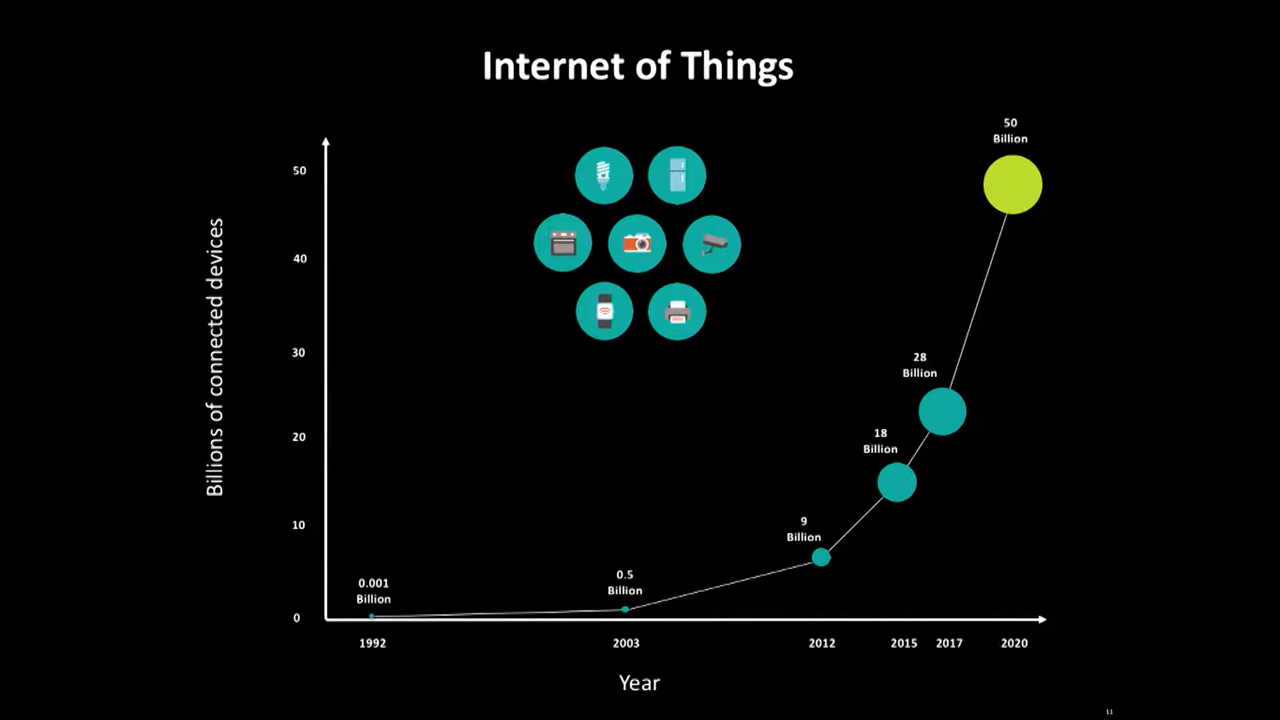 Internet of Things
50
Billion
50
40
30
20
10
0
Billions of connected devices
28
Billion
18
Billion
9
Billion
0.5
Billion
0.001
Billion
1992
2003
2012
2015
2017
2020
Year
11